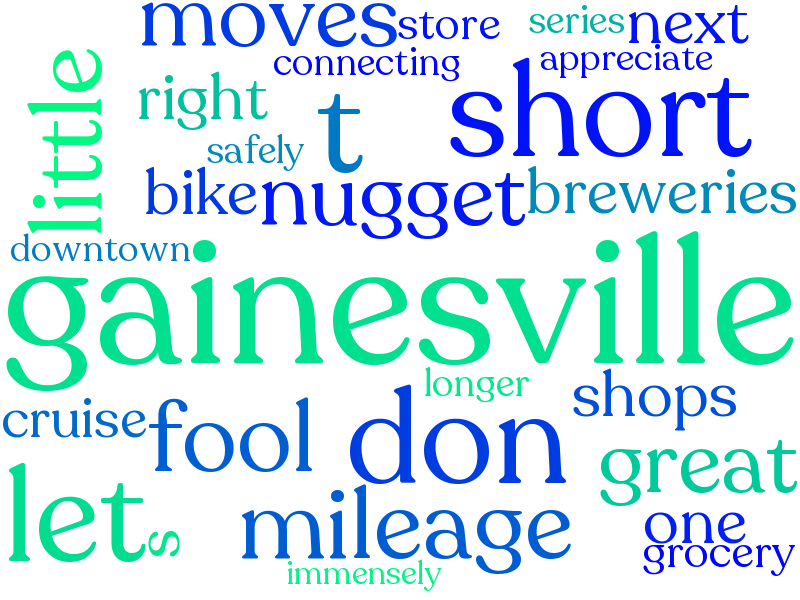 moves
store
series
next
connecting
appreciate
little
right
t
short
safely
bike
nugget
breweries
downtown
gainesville
longer
shops
cruise
fool
don
great
let
s
mileage
one
grocery
immensely